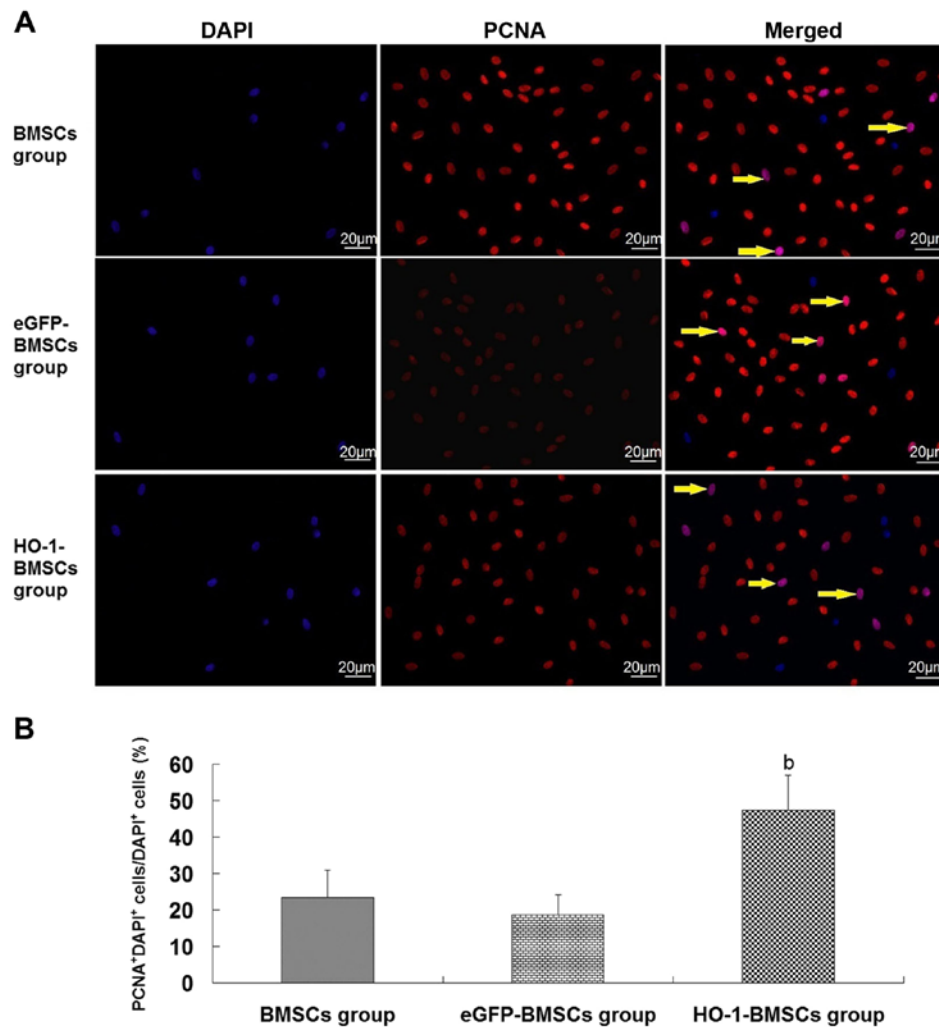 A
DAPI PCNA Merged
BMSCs
group
20μm 20μm 20μm
eGFP-
BMSCs
group
20μm 20μm 20μm
HO-1-
BMSCs
group
20μm 20μm 20μm
B
PCNA⁺DAPI⁺ cells/DAPI⁺ cells (%)
60
50
40
30
20
10
0
b
BMSCs group eGFP-BMSCs group HO-1-BMSCs group